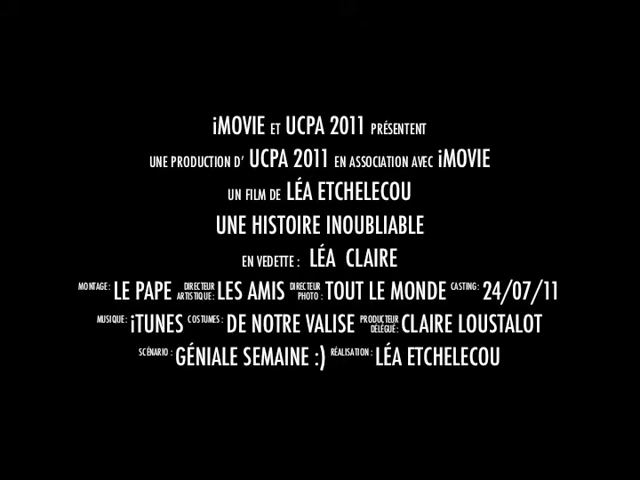 iMOVIE ET UCPA 2011 PRÉSENTENT
UNE PRODUCTION D' UCPA 2011 EN ASSOCIATION AVEC iMOVIE
UN FILM DE LÉA ETCHELECOU
UNE HISTOIRE INOUBLIABLE
EN VEDETTE : LÉA CLAIRE
MONTAGE : LE PAPE DIRECTEUR ARTISTIQUE : LES AMIS DIRECTEUR PHOTO : TOUT LE MONDE CASTING : 24/07/11
MUSIQUE : iTUNES COSTUMES : DE NOTRE VALISE PRODUCTEUR DÉLÉGUÉ : CLAIRE LOUSTALOT
SCÉNARIO : GÉNIALE SEMAINE :) RÉALISATION : LÉA ETCHELECOU